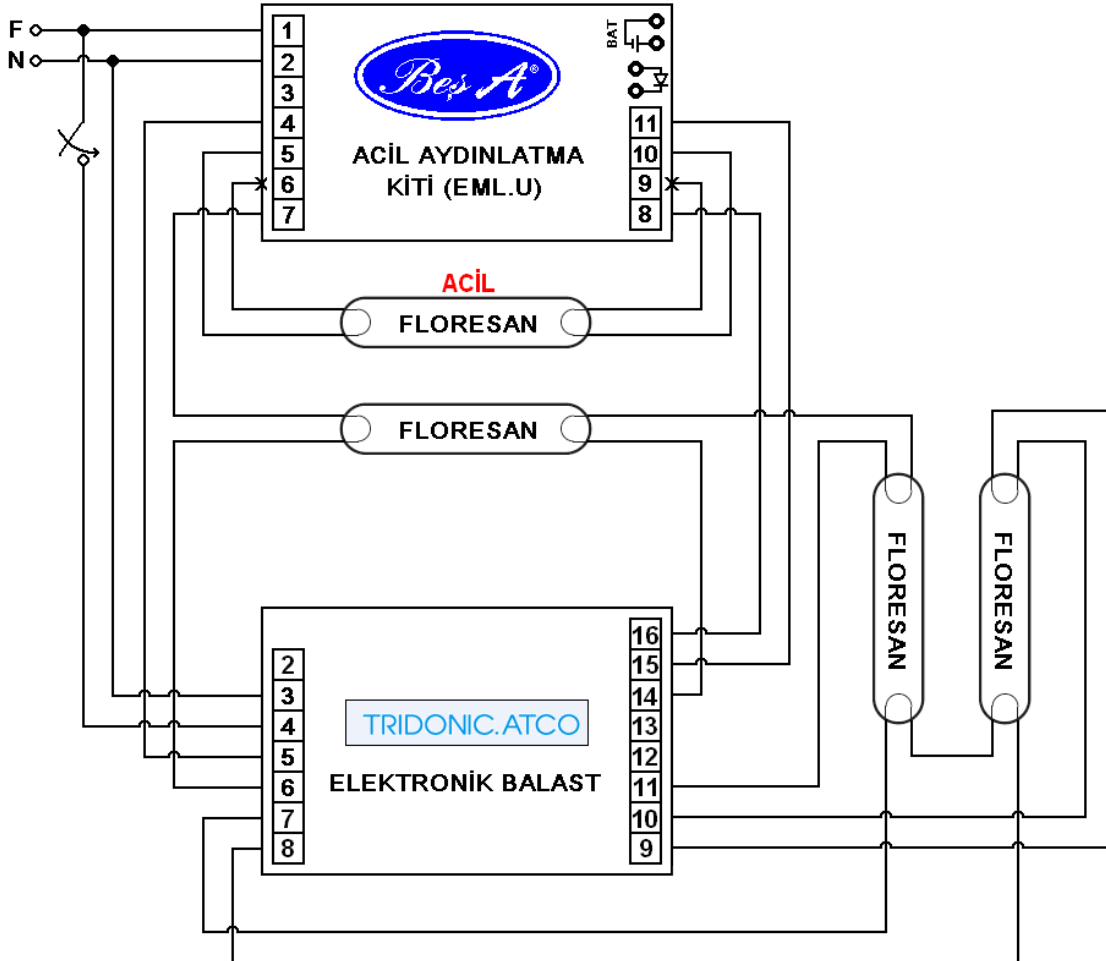 F
N
1
2
3
4
5
6
7
BAT
Beş A®
ACİL AYDINLATMA
KİTİ (EML.U)
11
10
9
8
ACİL
FLORESAN
FLORESAN
FLORESAN
FLORESAN
2
3
4
5
6
7
8
TRIDONIC.ATCO
ELEKTRONİK BALAST
16
15
14
13
12
11
10
9